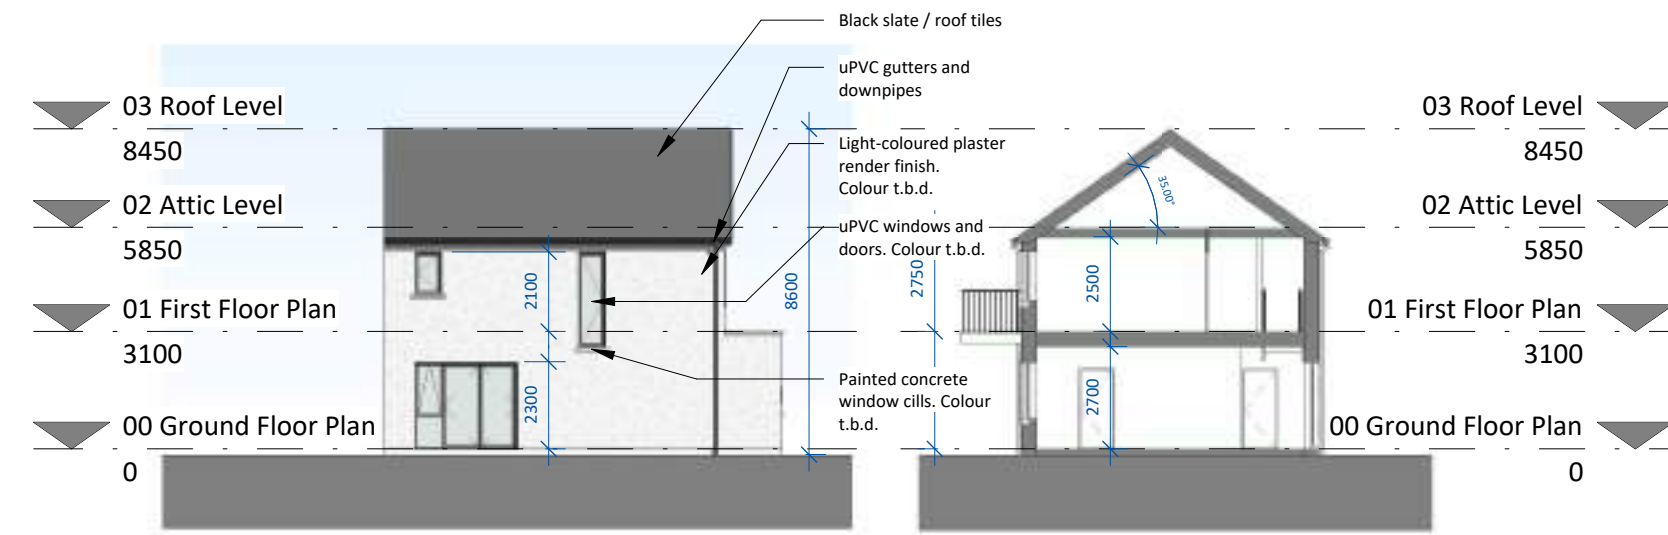 Black slate / roof tiles
uPVC gutters and
downpipes
03 Roof Level
8450
Light-coloured plaster
render finish.
Colour t.b.d.
03 Roof Level
8450
35.00°
02 Attic Level
5850
uPVC windows and
doors. Colour t.b.d.
02 Attic Level
5850
2100
8600
2750
2500
01 First Floor Plan
3100
01 First Floor Plan
3100
Painted concrete
window cills. Colour
t.b.d.
2300
2700
00 Ground Floor Plan
0
00 Ground Floor Plan
0